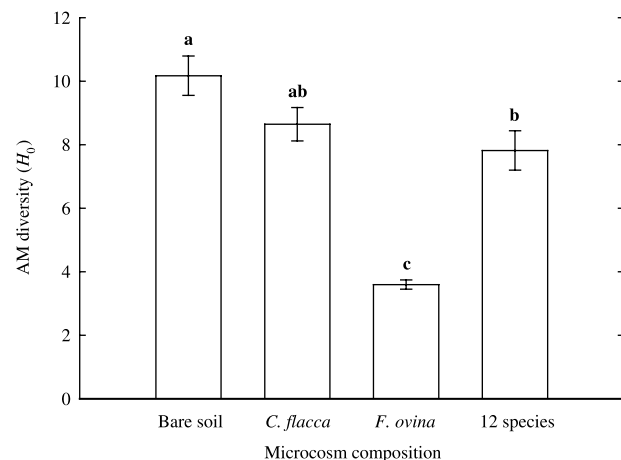 12
10
8
6
4
2
0
AM diversity (H0)
a
ab
c
b
Bare soil C. flacca F. ovina 12 species
Microcosm composition